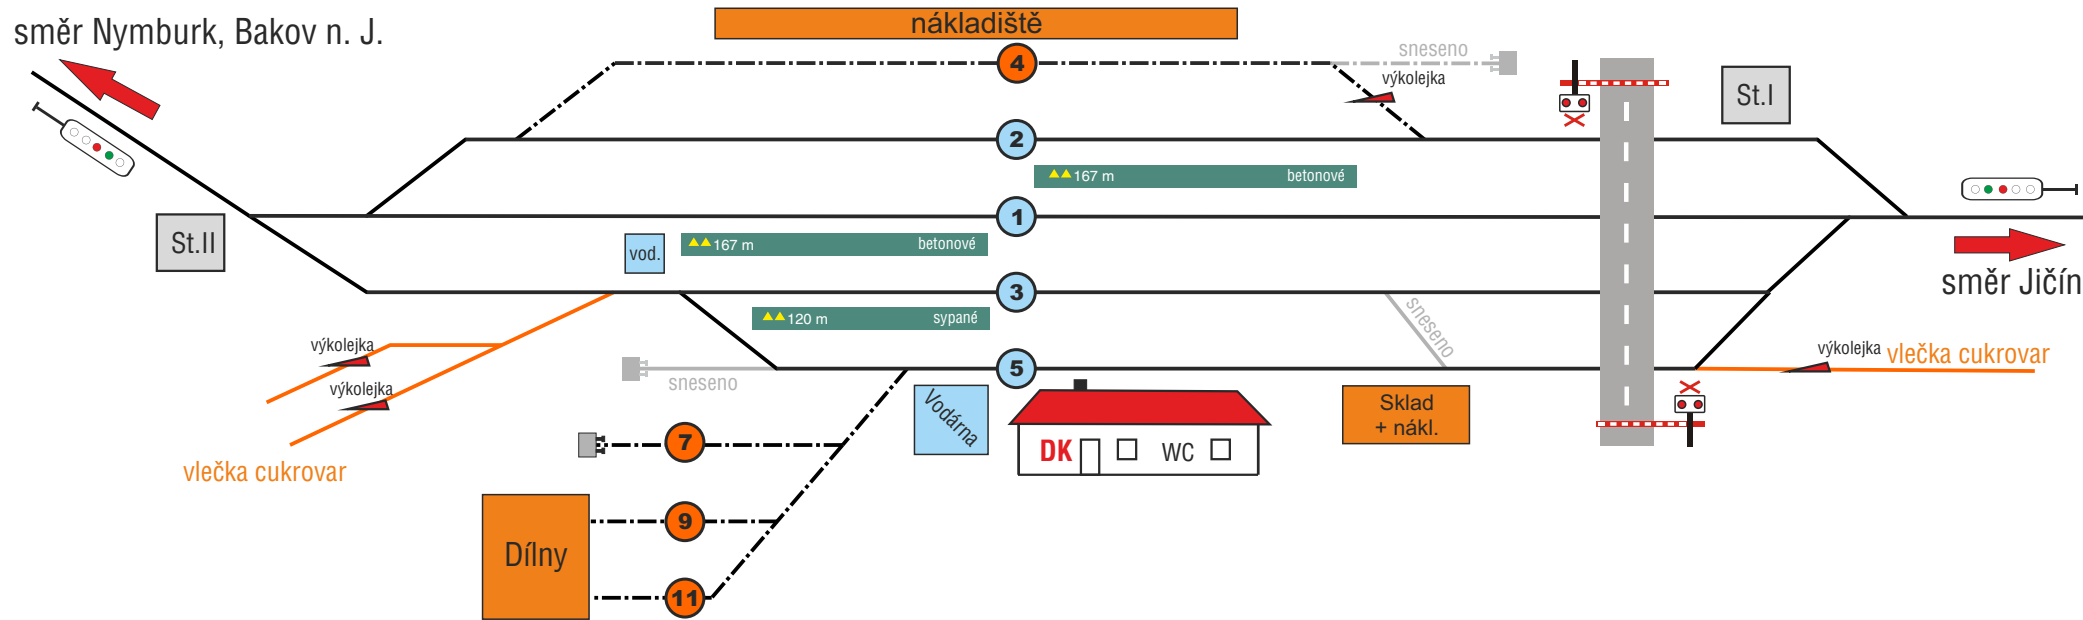 nákladiště
směr Nymburk, Bakov n. J.
sneseno
4
výkolejka
St.I
2
167 m betonové
1
St.II
vod.
167 m betonové
směr Jičín
3
120 m sypané
sneseno
výkolejka
výkolejka
sneseno
5
výkolejka
vlečka cukrovar
Vodárna
Sklad
+ nákl.
DK
WC
7
vlečka cukrovar
9
Dílny
11